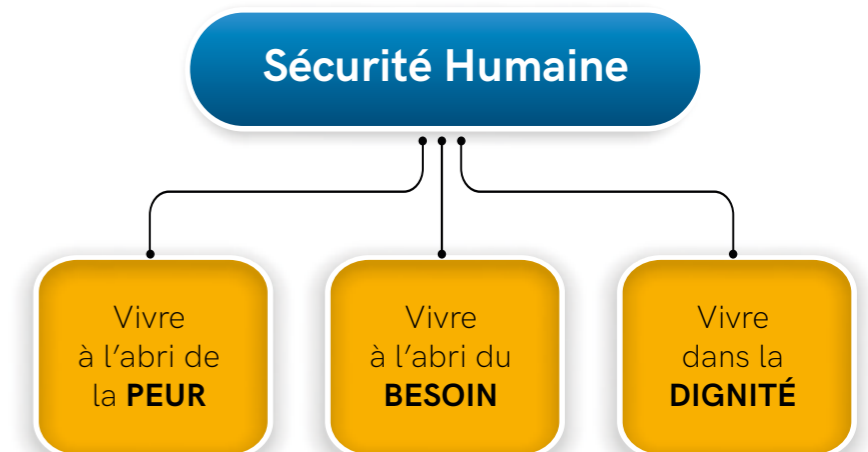 Sécurité Humaine
Vivre
à l’abri de
la PEUR
Vivre
à l’abri du
BESOIN
Vivre
dans la
DIGNITÉ